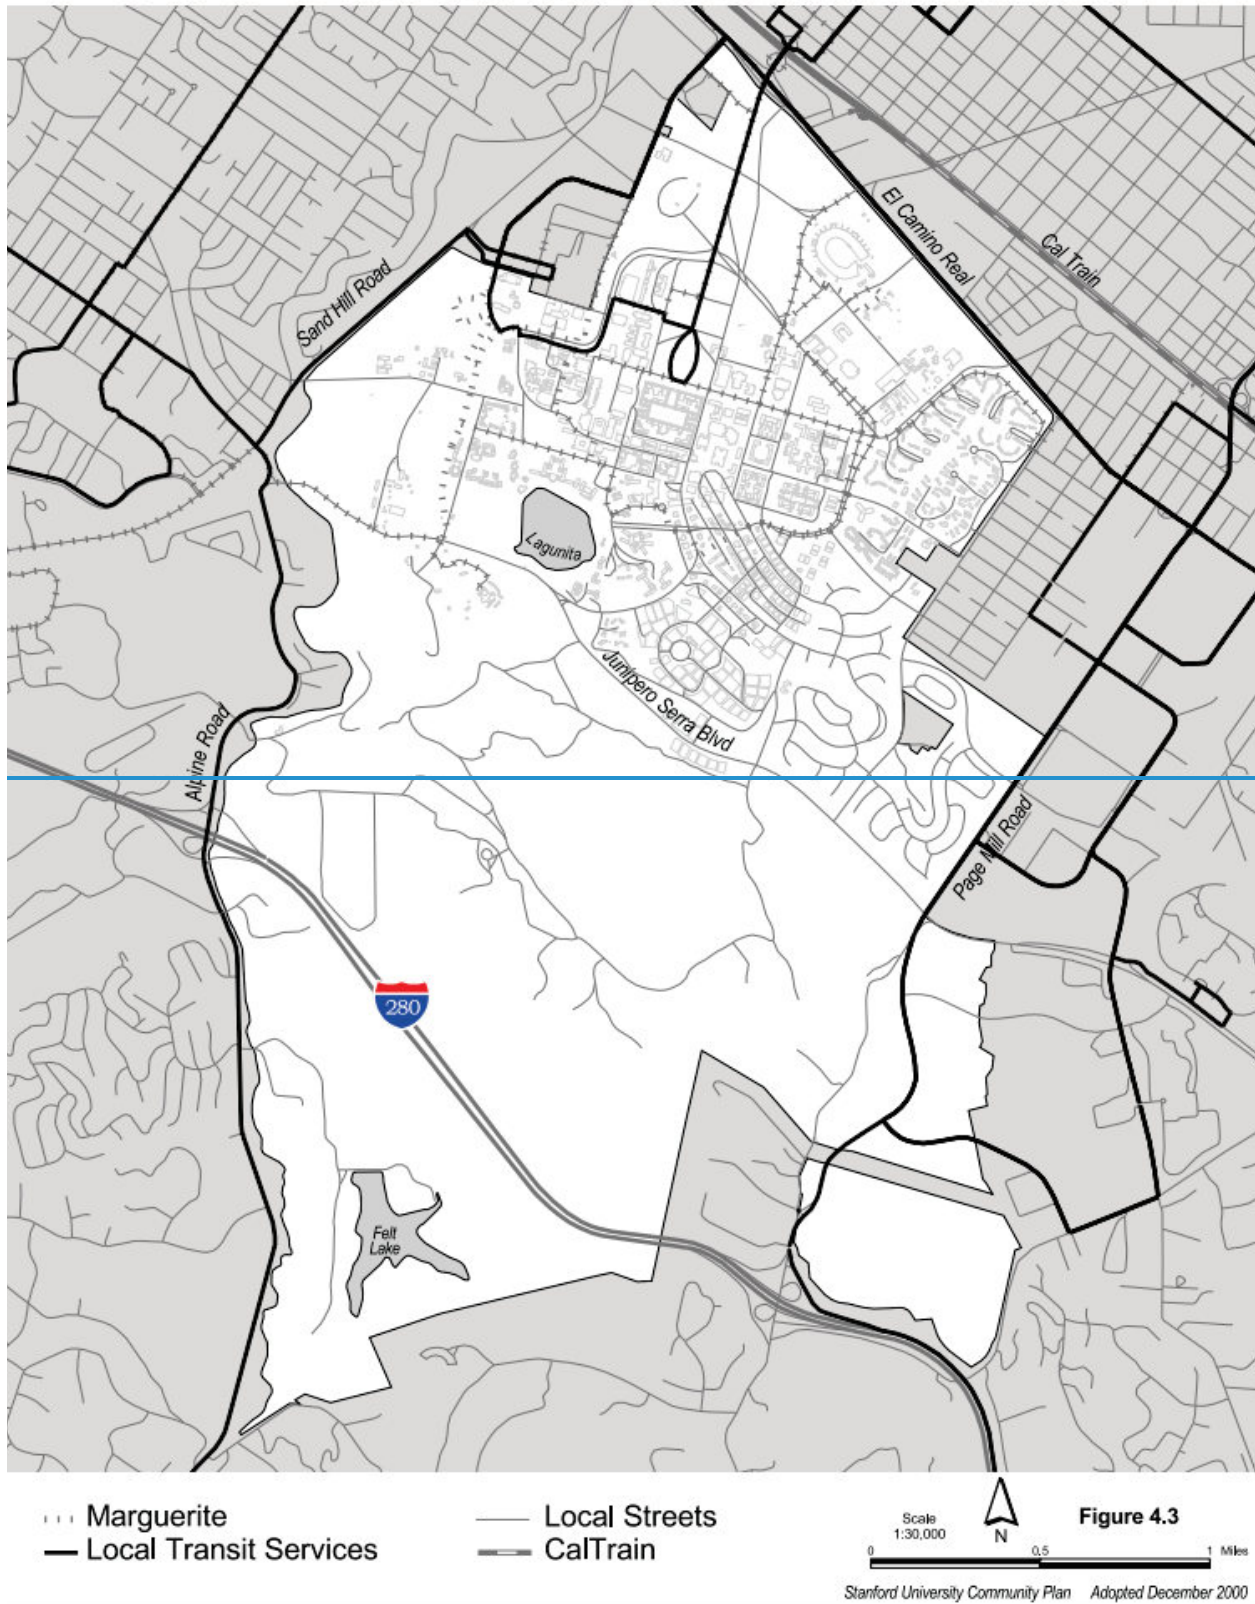 El Camino Real
Cal Train
Sand Hill Road
Lagunita
Junipero Serra Blvd
Alpine Road
Page Mill Road
280
Felt
Lake
Marguerite
Local Transit Services
Local Streets
CalTrain
Scale
1:30,000
N
Figure 4.3
0 0.5 1 Miles
Stanford University Community Plan Adopted December 2000